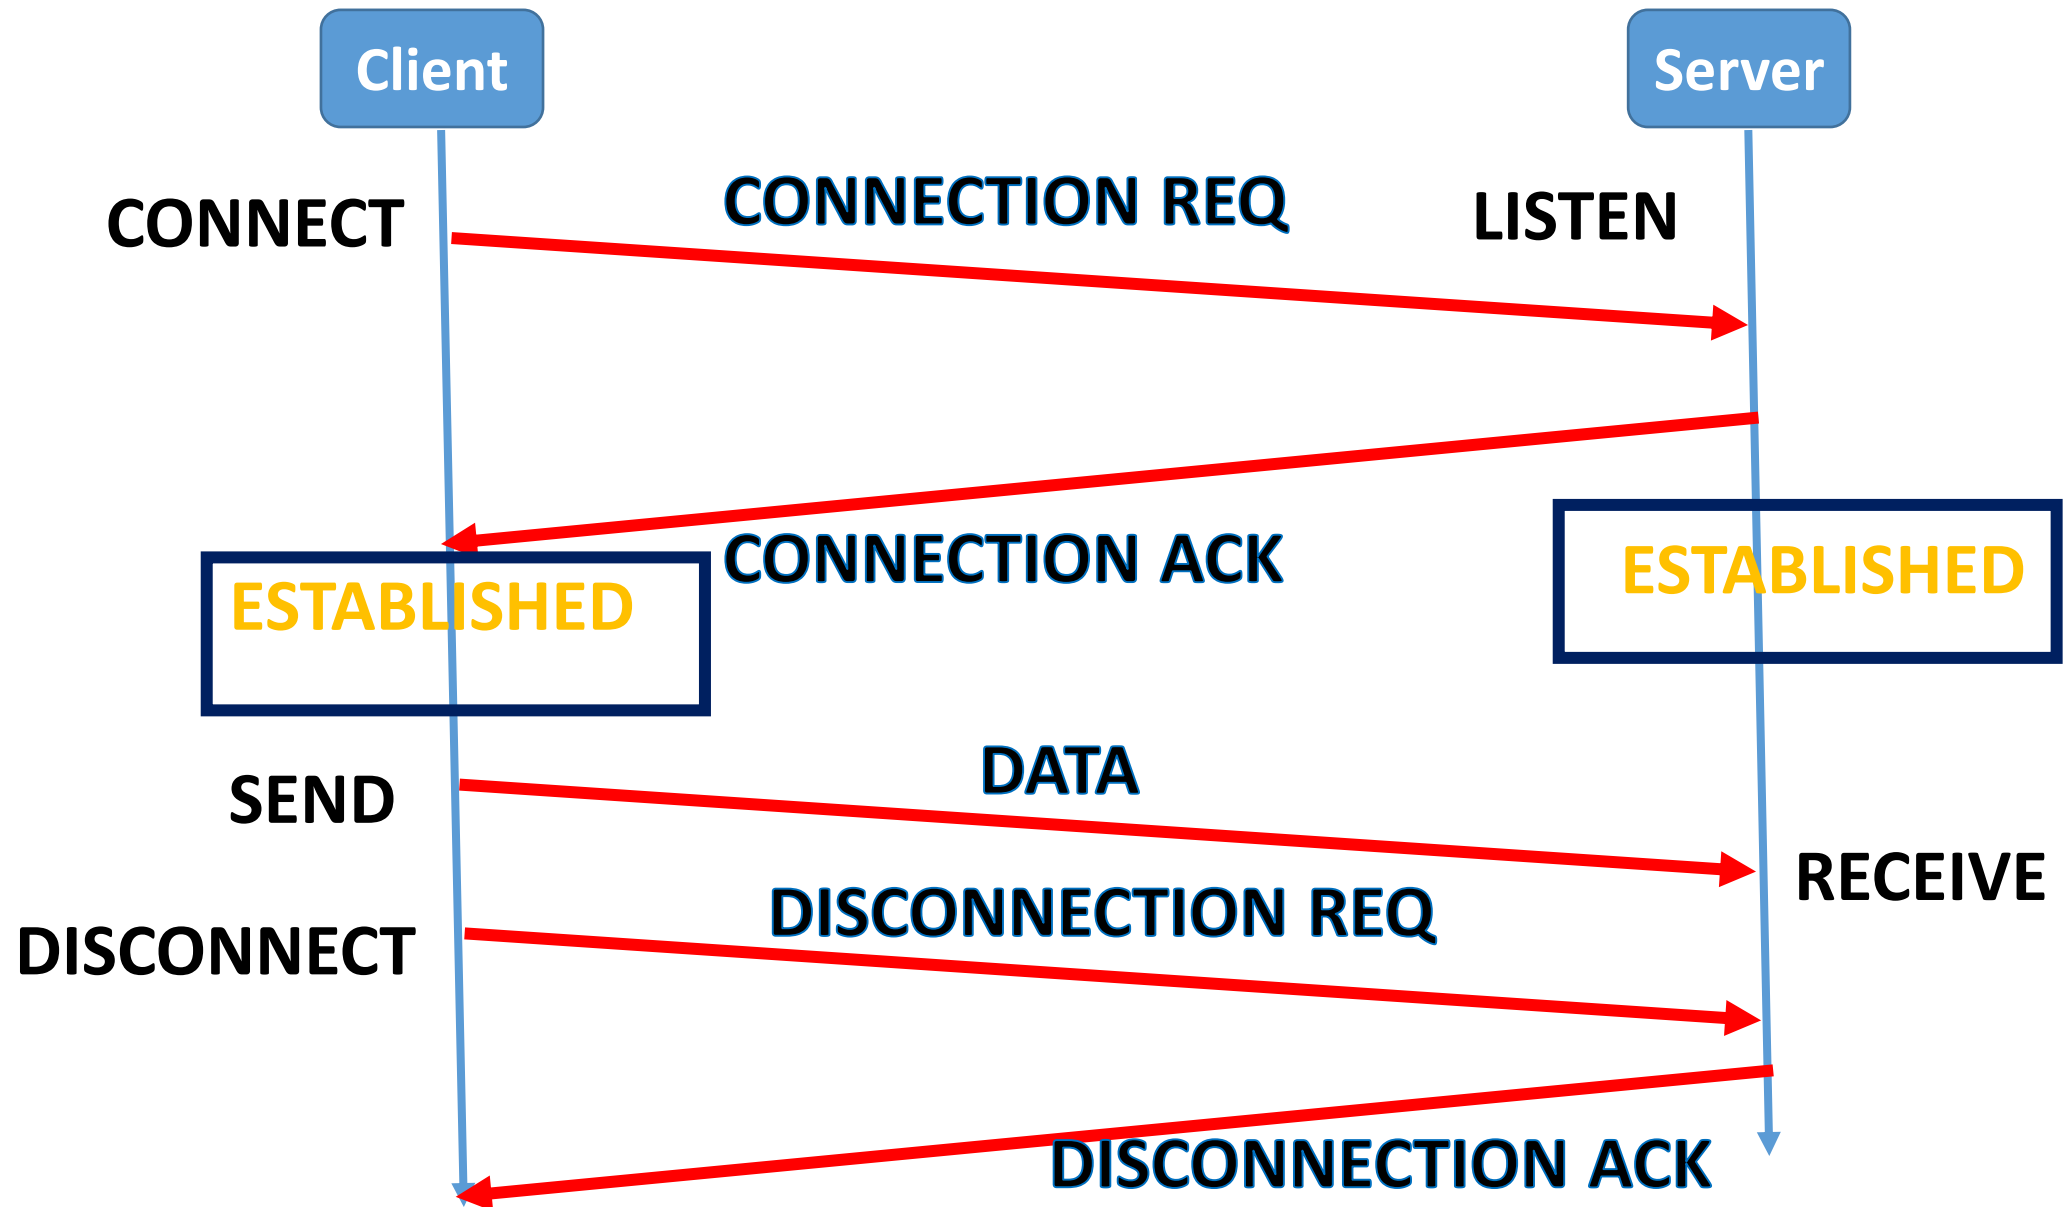 Client
Server
CONNECT
CONNECTION REQ
LISTEN
CONNECTION ACK
ESTABLISHED
ESTABLISHED
SEND
DATA
RECEIVE
DISCONNECT
DISCONNECTION REQ
DISCONNECTION ACK